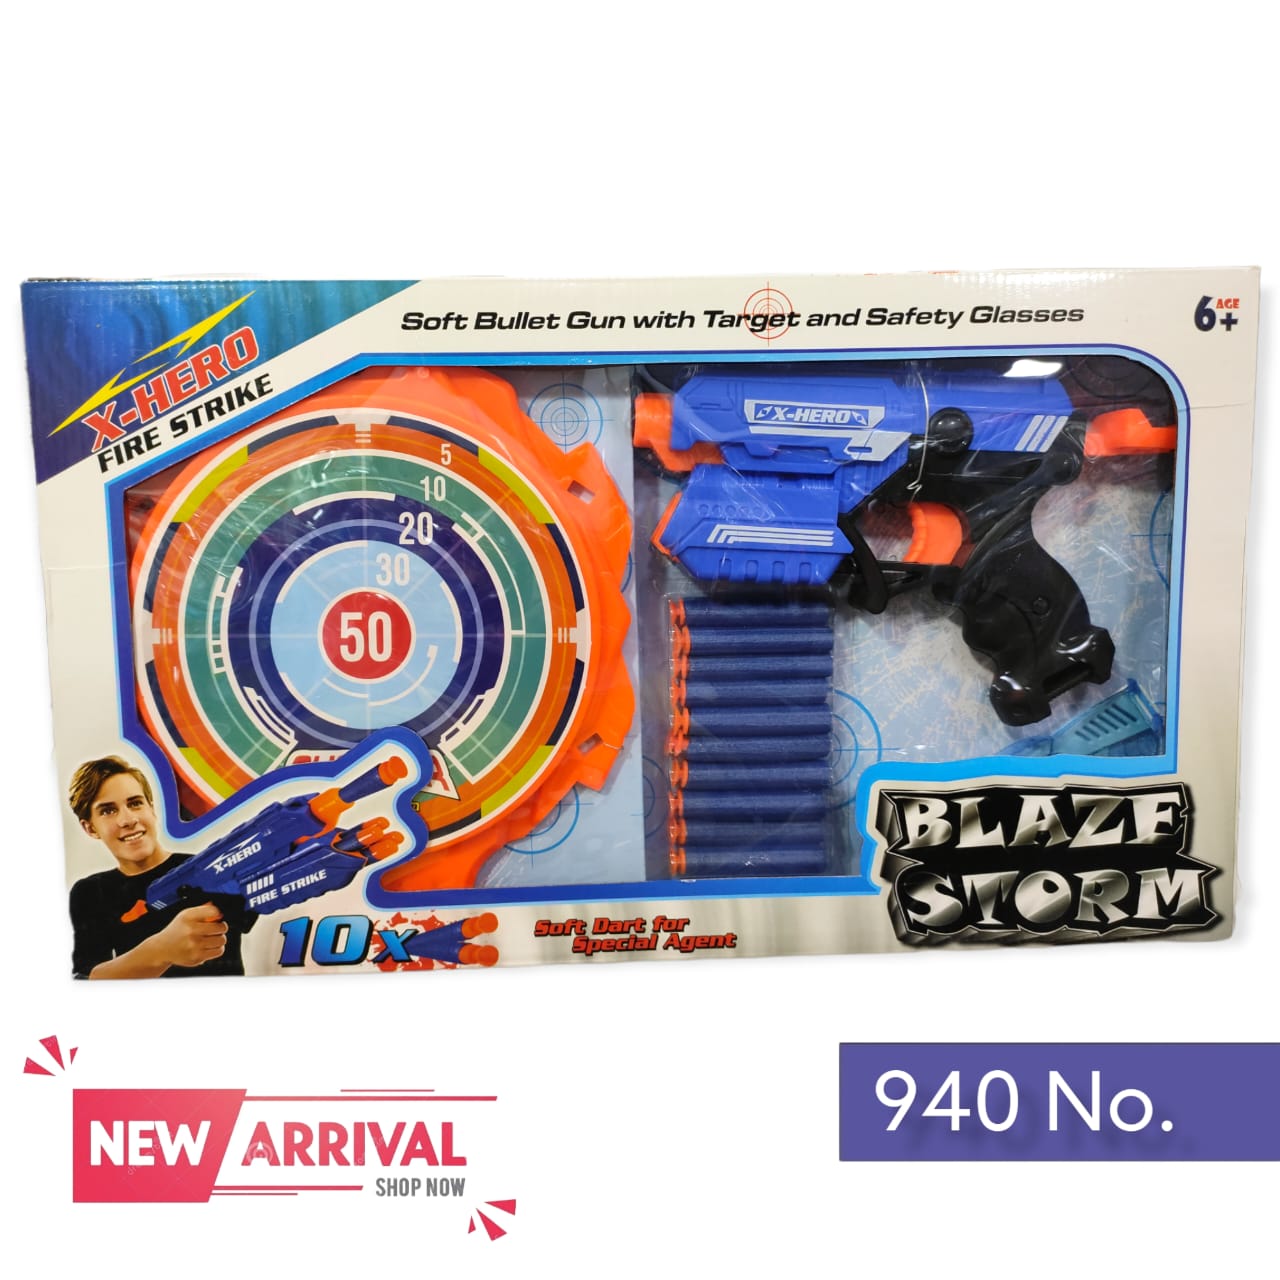 X-HERO
FIRE STRIKE
Soft Bullet Gun with Target and Safety Glasses
6+ AGE
5
10
20
30
50
X-HERO
X-HERO
FIRE STRIKE
10x
Soft Dart for
Special Agent
BLAZE
STORM
NEW ARRIVAL
SHOP NOW
940 No.